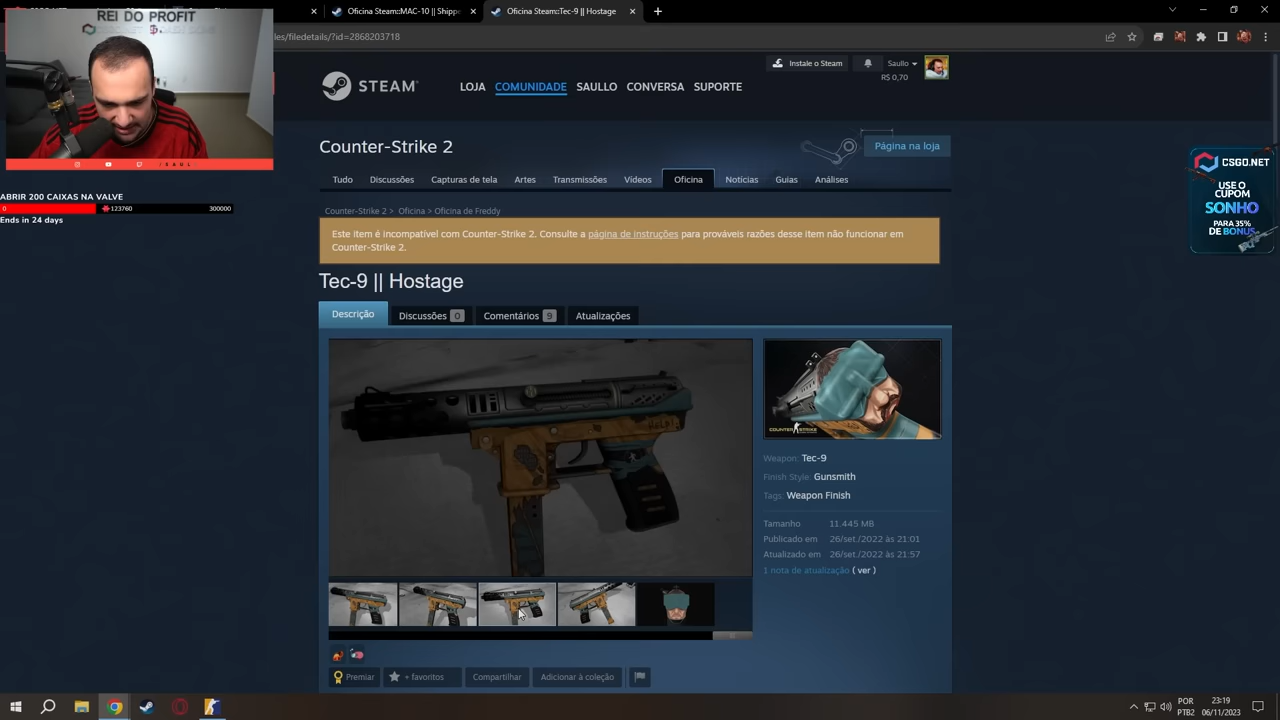 REI DO PROFIT
Oficina Steam:MAC-10 || Shippe
Oficina Steam::Tec-9 || Hostage
es/filedetails/?id=2868203718
STEAM
LOJA COMUNIDADE SAULLO CONVERSA SUPORTE
Instale o Steam
Saullo
R$ 0,70
ABRIR 200 CAIXAS NA VALVE
0 123760 300000
Ends in 24 days
Counter-Strike 2
Página na loja
Tudo Discussões Capturas de tela Artes Transmissões Vídeos Oficina Notícias Guias Análises
Counter-Strike 2 > Oficina > Oficina de Freddy
Este item é incompatível com Counter-Strike 2. Consulte a página de instruções para prováveis razões desse item não funcionar em
Counter-Strike 2.
Tec-9 || Hostage
Descrição Discussões 0 Comentários 9 Atualizações
COUNTER STRIKE
Weapon: Tec-9
Finish Style: Gunsmith
Tags: Weapon Finish
Tamanho 11.445 MB
Publicado em 26/set./2022 às 21:01
Atualizado em 26/set./2022 às 21:57
1 nota de atualização ( ver )
Premiar + favoritos Compartilhar Adicionar à coleção
CSGO.NET
USE O
CUPOM
SONHO
PARA 35%
DE BONUS
POR
PTB2
23:19
06/11/2023